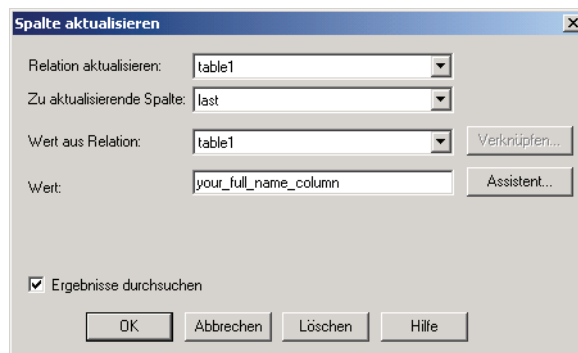 Spalte aktualisieren
Relation aktualisieren: table1
Zu aktualisierende Spalte: last
Wert aus Relation: table1 Verknüpfen...
Wert: your_full_name_column Assistent...
Ergebnisse durchsuchen
OK Abbrechen Löschen Hilfe